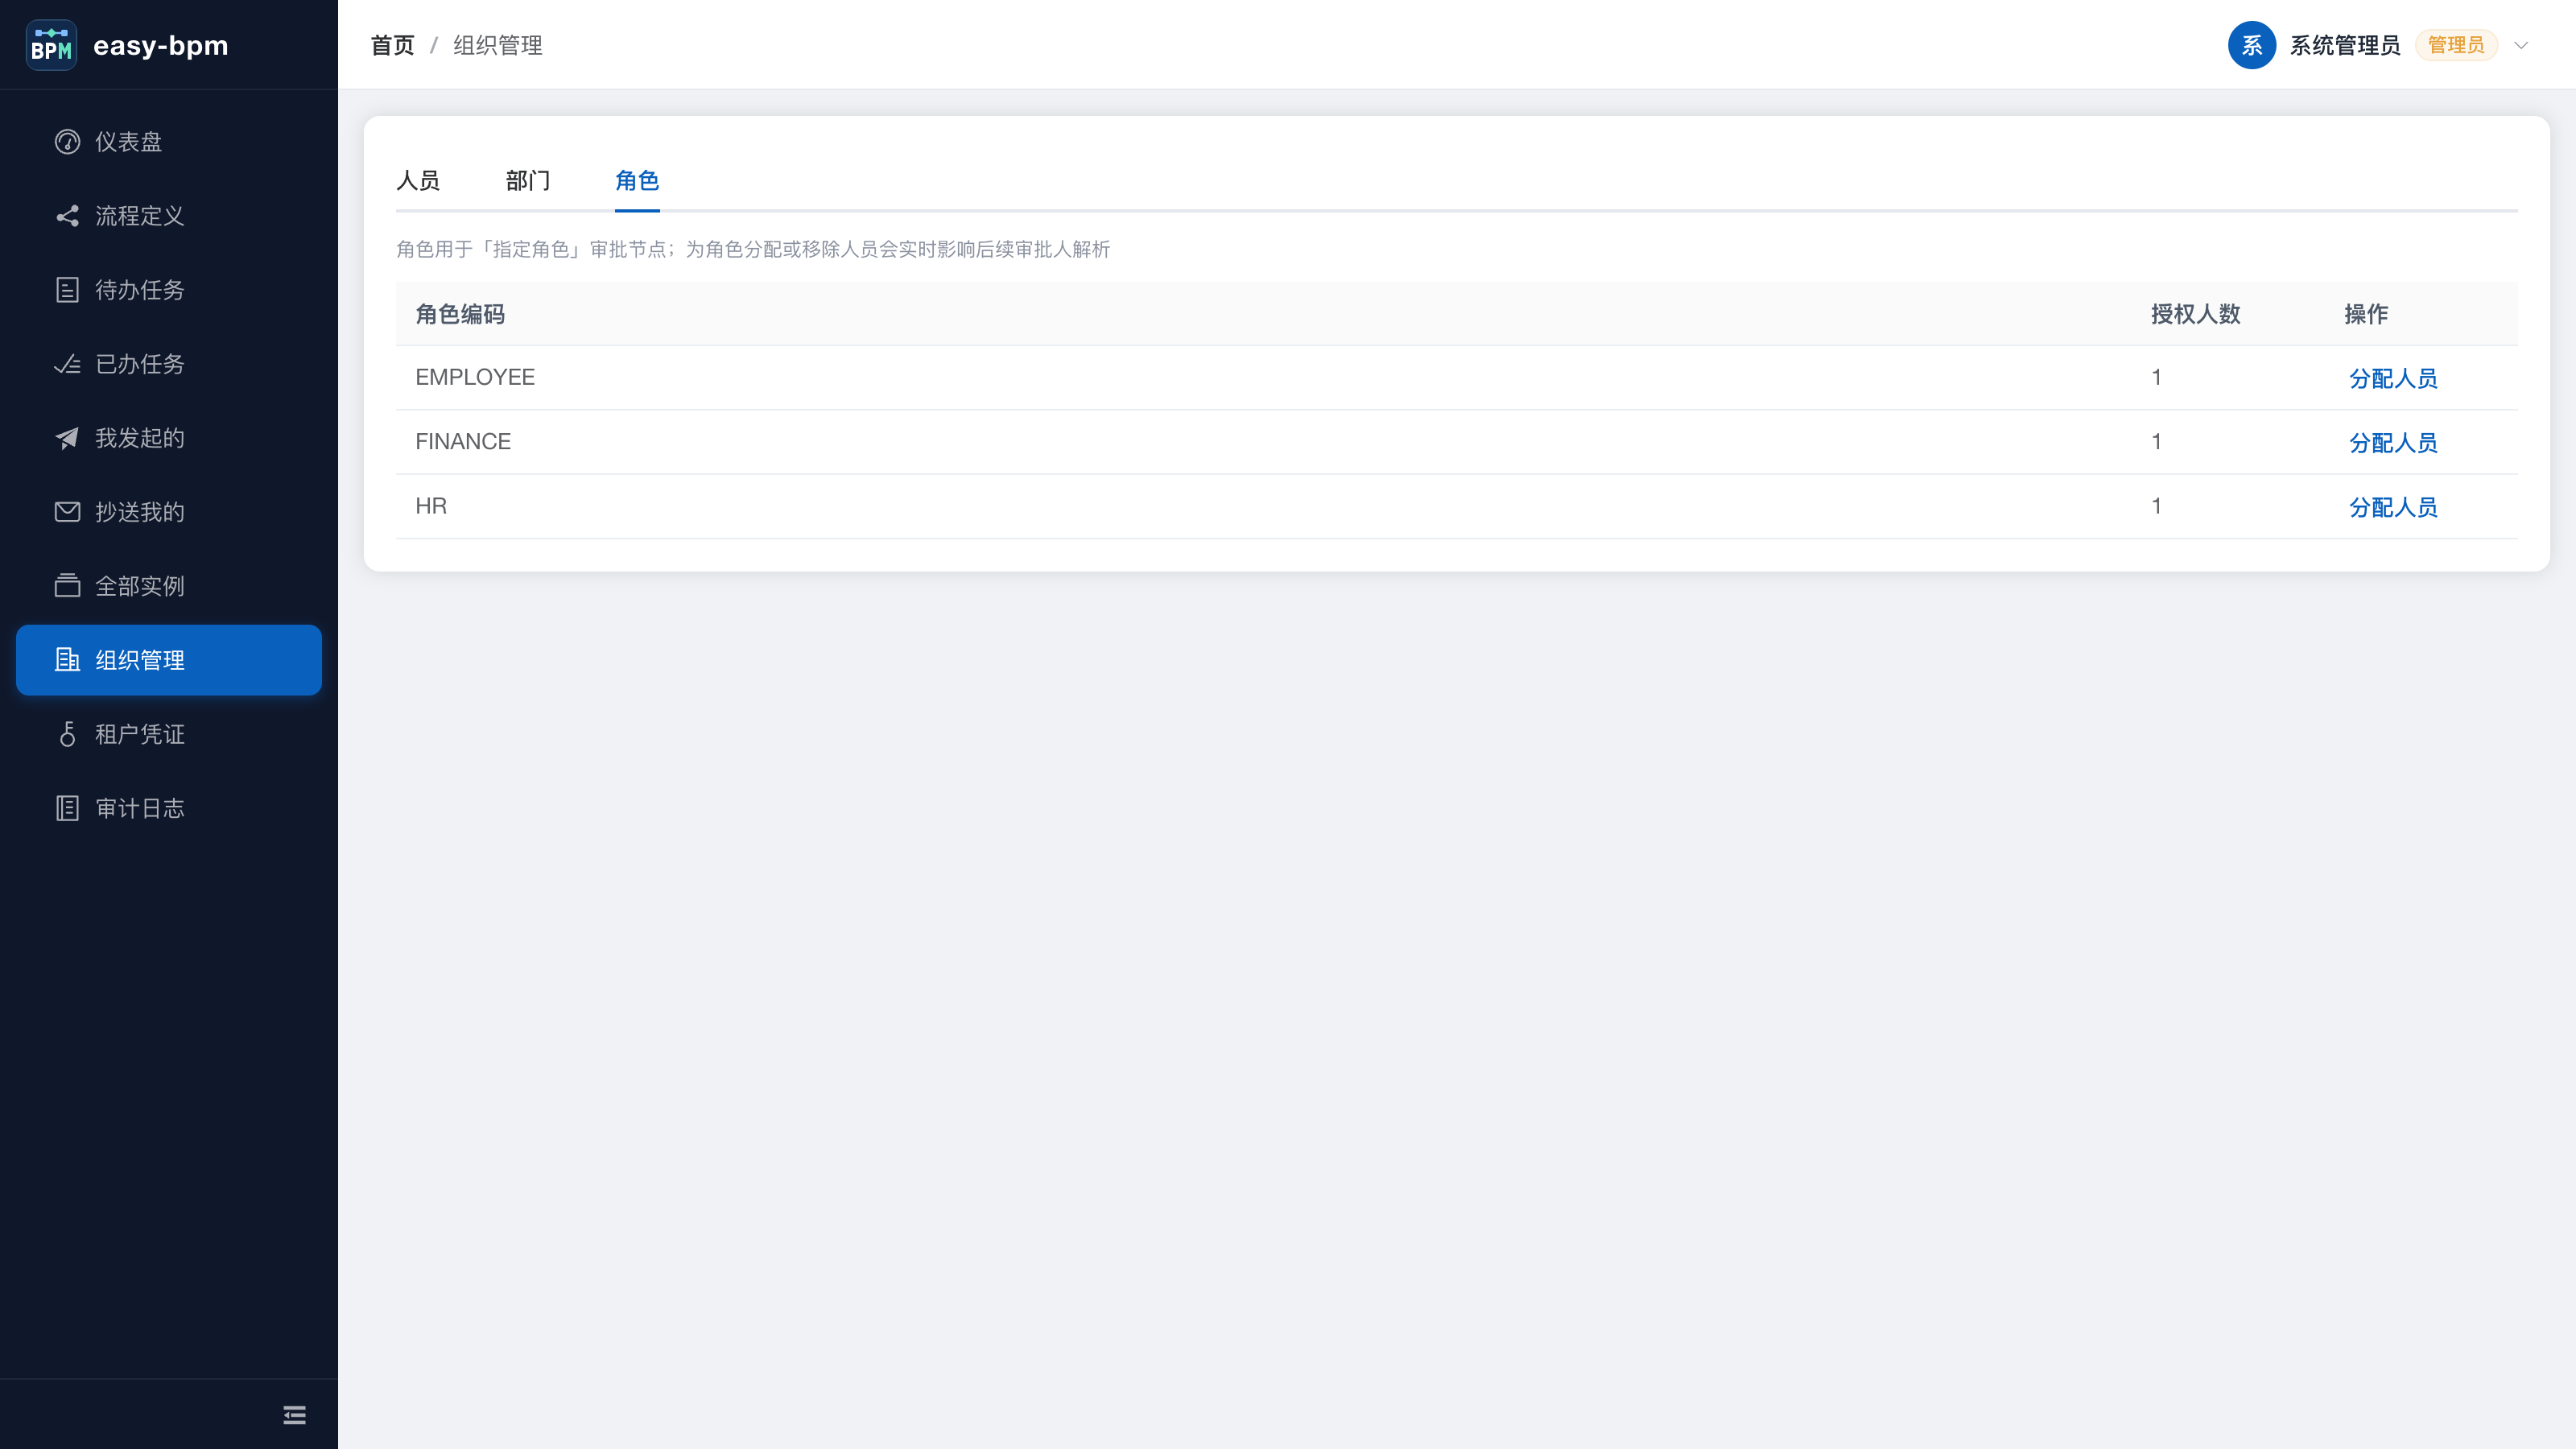 BPM easy-bpm
首页 / 组织管理
系 系统管理员 管理员
仪表盘
流程定义
待办任务
已办任务
我发起的
抄送我的
全部实例
组织管理
租户凭证
审计日志
人员 部门 角色
角色用于「指定角色」审批节点；为角色分配或移除人员会实时影响后续审批人解析
角色编码 授权人数 操作
EMPLOYEE 1 分配人员
FINANCE 1 分配人员
HR 1 分配人员